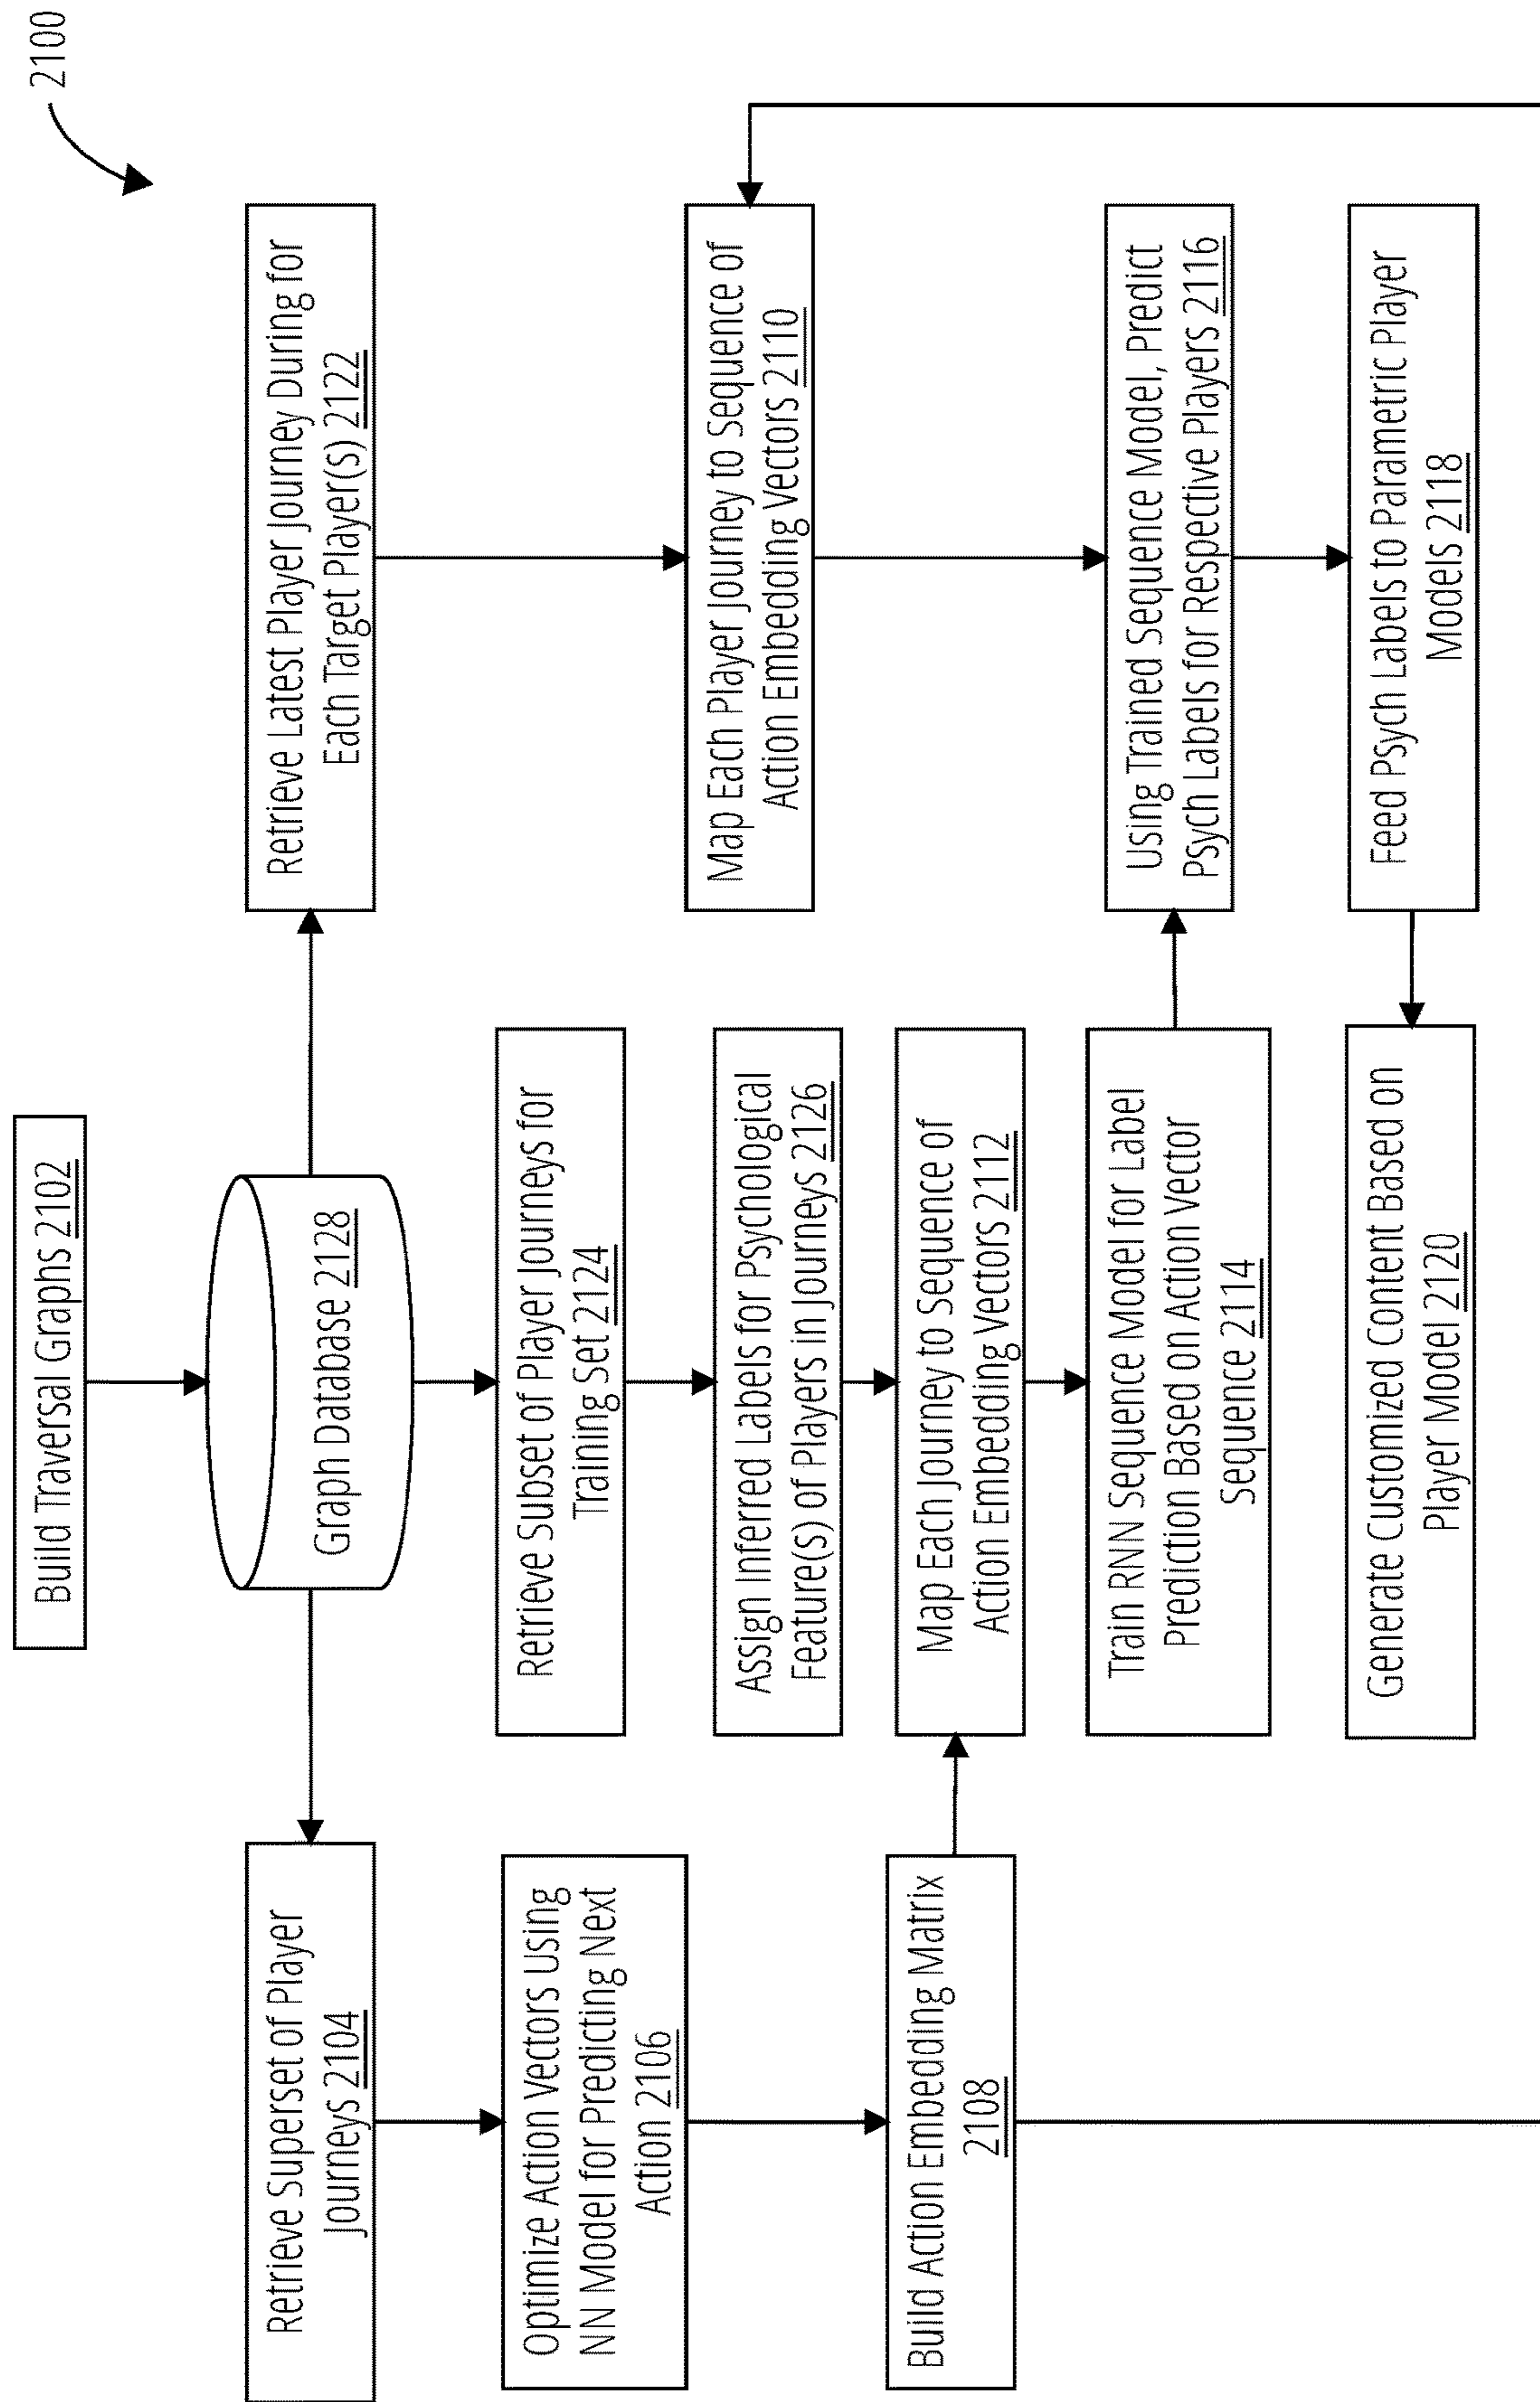 2100
Build Traversal Graphs 2102
Graph Database 2128
Retrieve Superset of Player
Journeys 2104
Optimize Action Vectors Using
NN Model for Predicting Next
Action 2106
Build Action Embedding Matrix
2108
Retrieve Subset of Player Journeys for
Training Set 2124
Assign Inferred Labels for Psychological
Feature(s) of Players in Journeys 2126
Map Each Journey to Sequence of
Action Embedding Vectors 2112
Train RNN Sequence Model for Label
Prediction Based on Action Vector
Sequence 2114
Retrieve Latest Player Journey During for
Each Target Player(s) 2122
Map Each Player Journey to Sequence of
Action Embedding Vectors 2110
Using Trained Sequence Model, Predict
PSych Labels for Respective Players 2116
Feed PSych Labels to Parametric Player
Models 2118
Generate Customized Content Based on
Player Model 2120